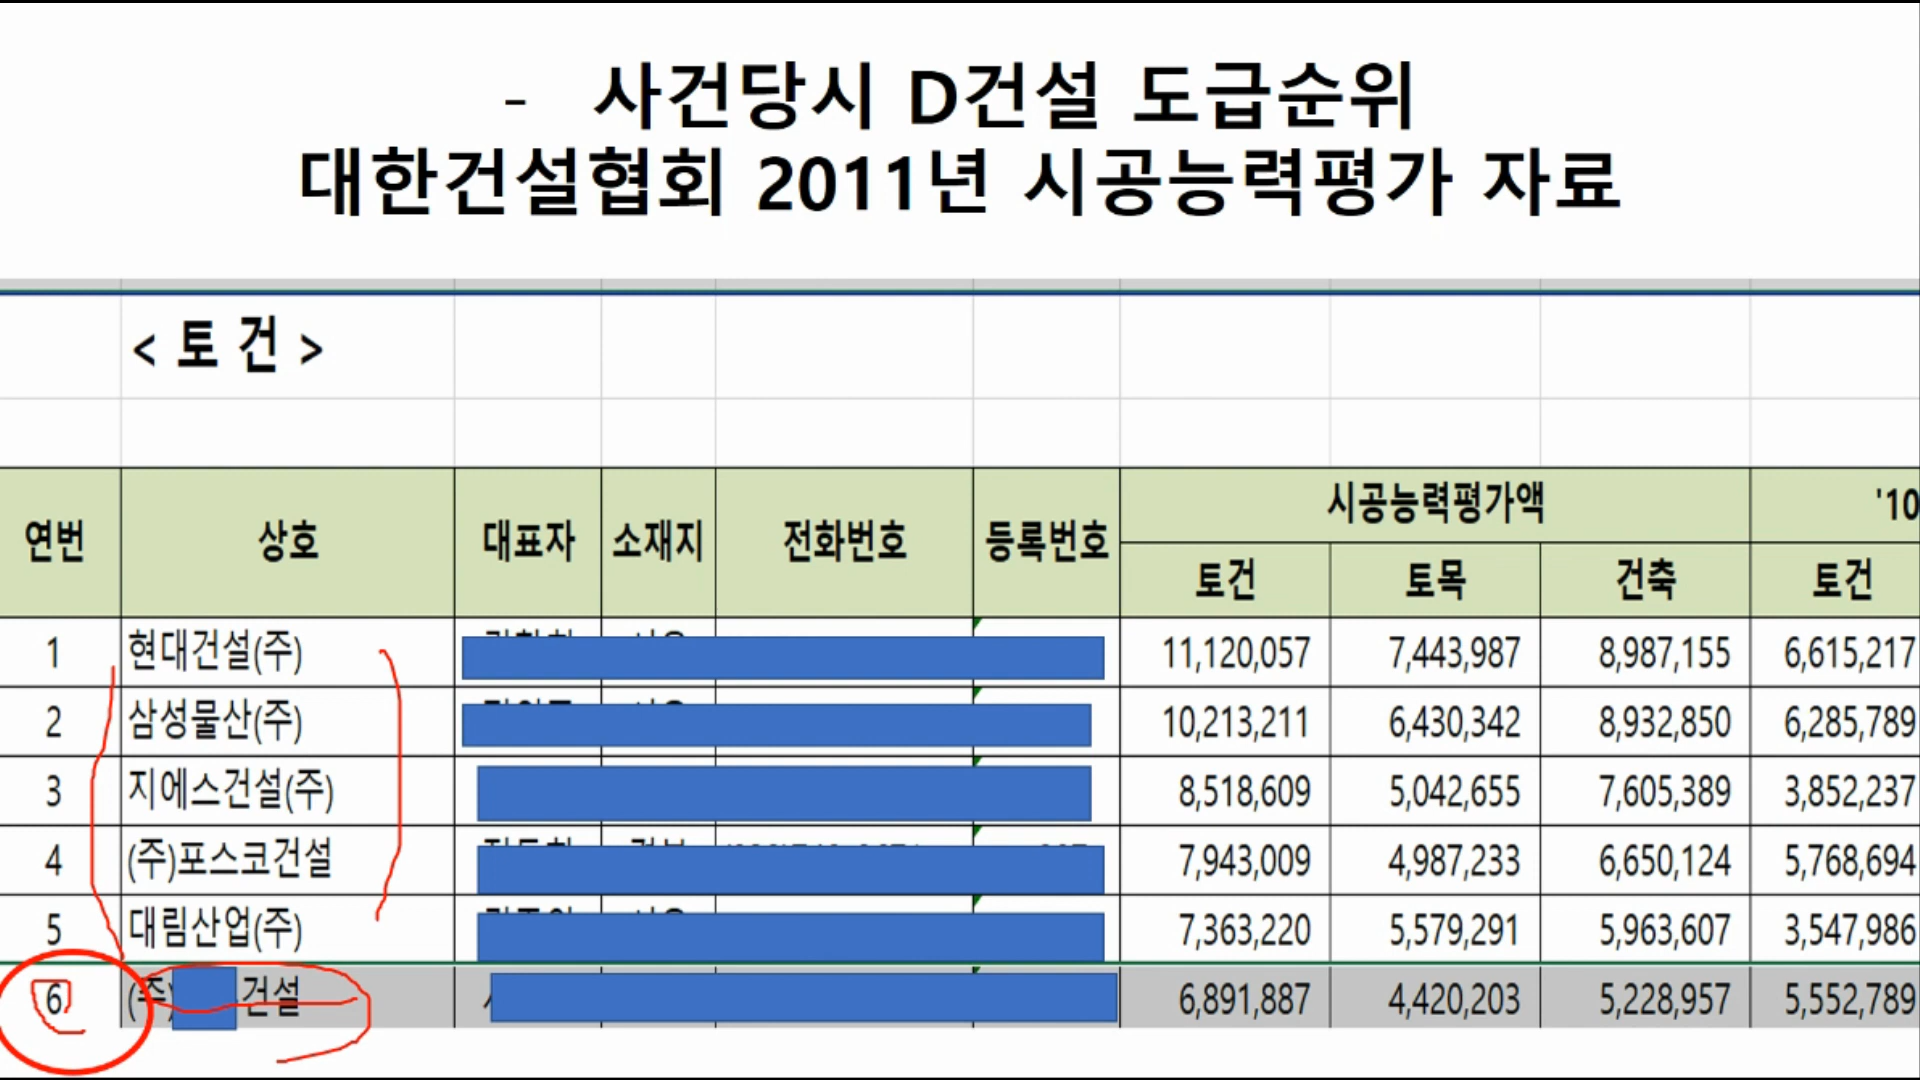 - 사건당시 D건설 도급순위
대한건설협회 2011년 시공능력평가 자료
< 토 건 >
연번 상호 대표자 소재지 전화번호 등록번호 시공능력평가액 '10
토건 토목 건축 토건
1 현대건설(주) 11,120,057 7,443,987 8,987,155 6,615,217
2 삼성물산(주) 10,213,211 6,430,342 8,932,850 6,285,789
3 지에스건설(주) 8,518,609 5,042,655 7,605,389 3,852,237
4 (주)포스코건설 7,943,009 4,987,233 6,650,124 5,768,694
5 대림산업(주) 7,363,220 5,579,291 5,963,607 3,547,986
6 (주) 건설 6,891,887 4,420,203 5,228,957 5,552,789